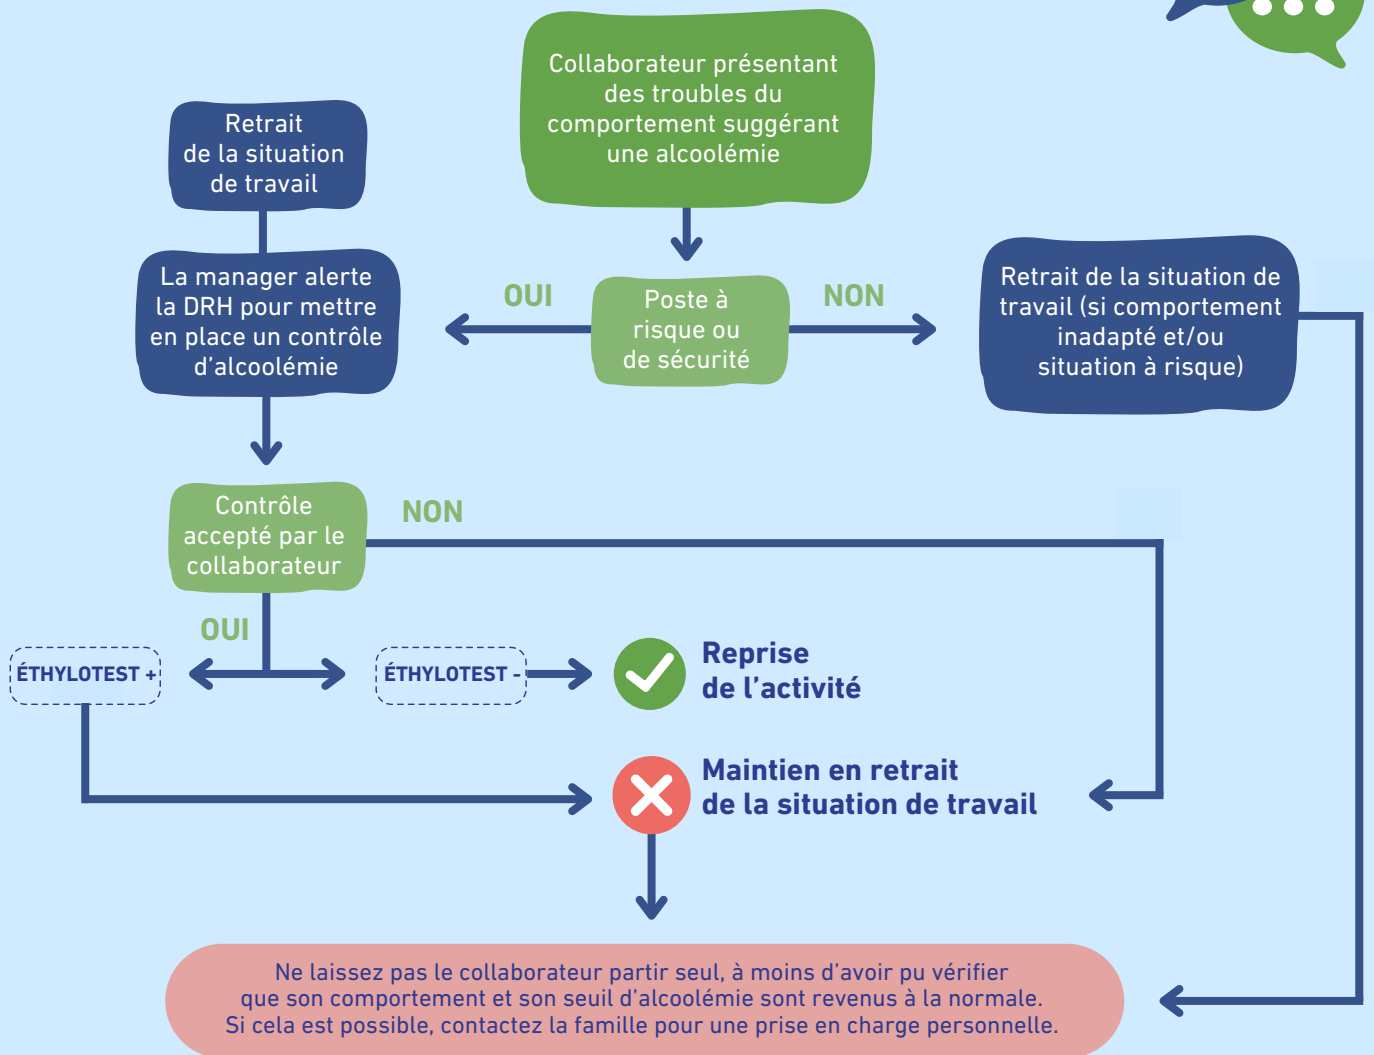 Collaborateur présentant
des troubles du
comportement suggérant
une alcoolémie
Retrait
de la situation
de travail
La manager alerte
la DRH pour mettre
en place un contrôle
d'alcoolémie
OUI
Poste à
risque ou
de sécurité
NON
Retrait de la situation de
travail (si comportement
inadapté et/ou
situation à risque)
Contrôle
accepté par le
collaborateur
NON
OUI
ÉTHYLOTEST +
ÉTHYLOTEST -
Reprise
de l'activité
Maintien en retrait
de la situation de travail
Ne laissez pas le collaborateur partir seul, à moins d'avoir pu vérifier
que son comportement et son seuil d'alcoolémie sont revenus à la normale.
Si cela est possible, contactez la famille pour une prise en charge personnelle.